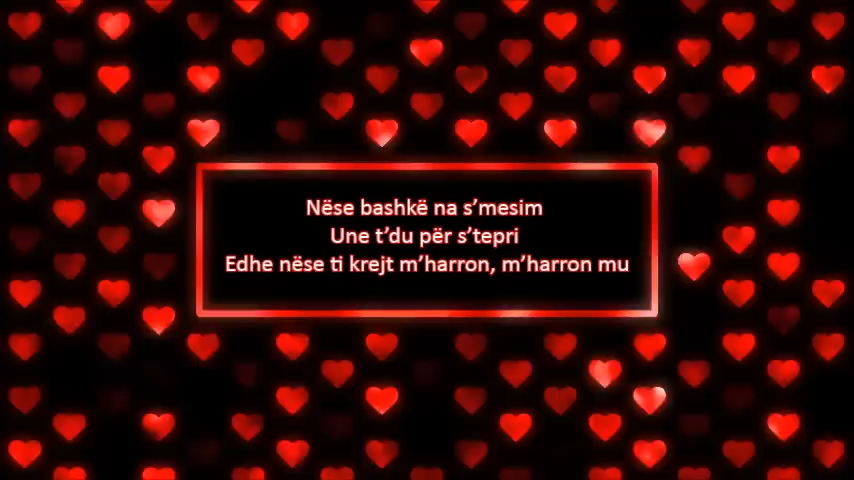 Nëse bashkë na s’mesim
Une t’du për s’tepri
Edhe nëse ti krejt m’harron, m’harron mu